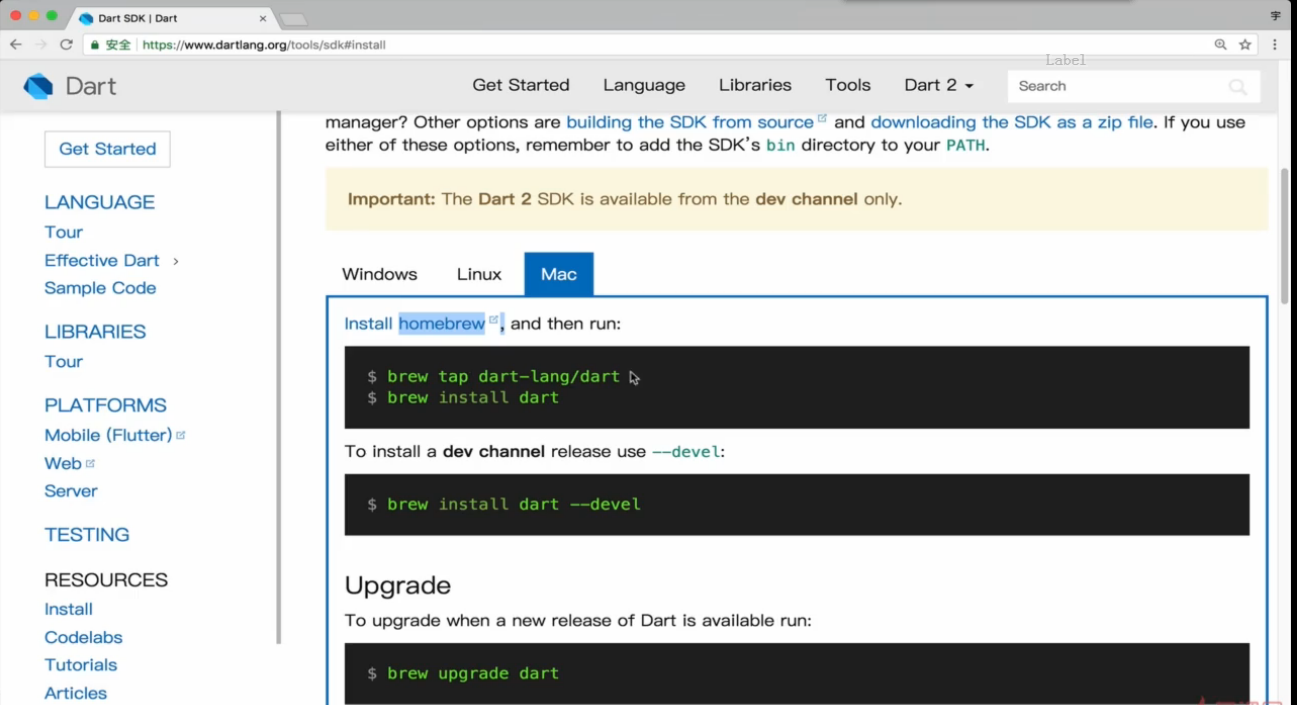 Dart SDK | Dart
宇
安全 https://www.dartlang.org/tools/sdk#install
Label
Dart
Get Started Language Libraries Tools Dart 2 Search
manager? Other options are building the SDK from source and downloading the SDK as a zip file. If you use
either of these options, remember to add the SDK's bin directory to your PATH.
Get Started
Important: The Dart 2 SDK is available from the dev channel only.
LANGUAGE
Tour
Effective Dart
Sample Code
LIBRARIES
Tour
PLATFORMS
Mobile (Flutter)
Web
Server
TESTING
RESOURCES
Install
Codelabs
Tutorials
Articles
Windows Linux Mac
Install homebrew, and then run:
$ brew tap dart-lang/dart
$ brew install dart
To install a dev channel release use --devel:
$ brew install dart --devel
Upgrade
To upgrade when a new release of Dart is available run:
$ brew upgrade dart